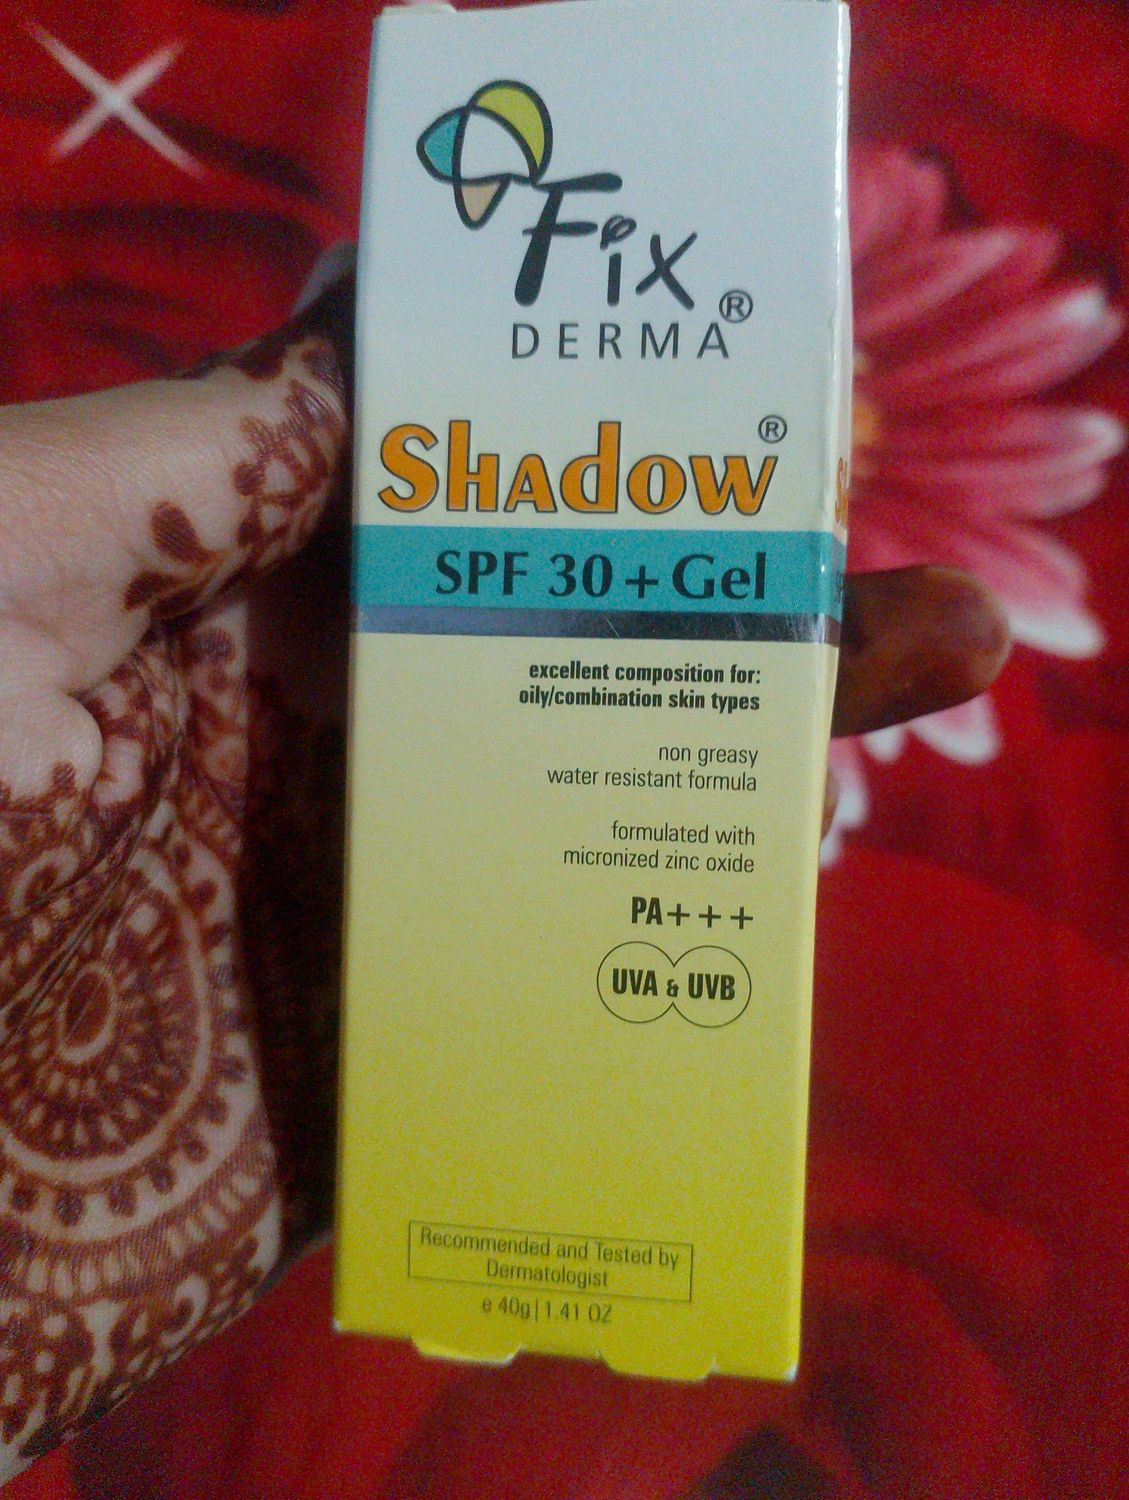 Fix
DERMA®
SHAdow®
SPF 30 + Gel
excellent composition for:
oily/combination skin types
non greasy
water resistant formula
formulated with
micronized zinc oxide
PA+++
UVA & UVB
Recommended and Tested by
Dermatologist
e 40g | 1.41 OZ